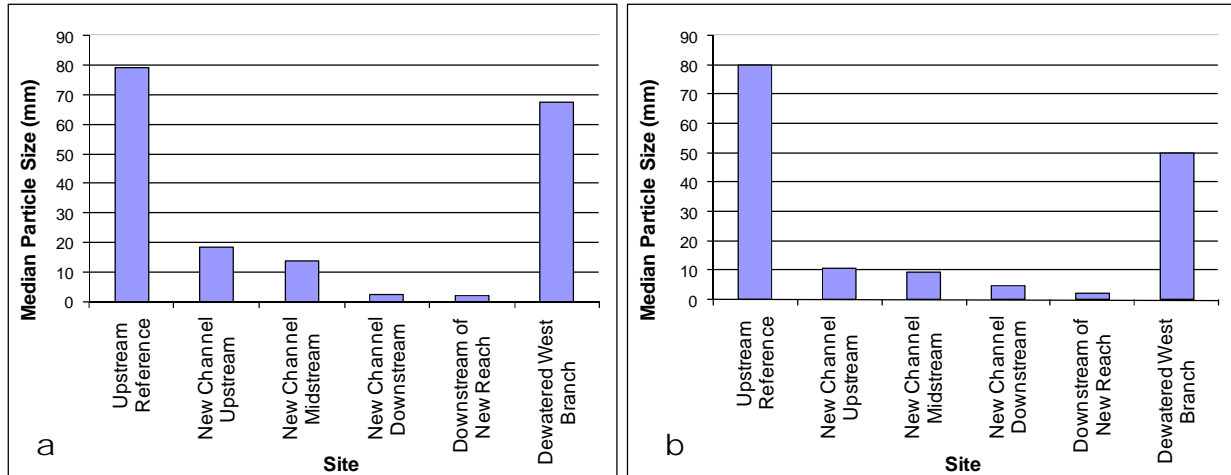 Median Particle Size (mm)
90
80
70
60
50
40
30
20
10
0
Upstream
Reference
New Channel
Upstream
New Channel
Midstream
New Channel
Downstream
Downstream of
New Reach
Dewatered West
Branch
Site
a
Median Particle Size (mm)
90
80
70
60
50
40
30
20
10
0
Upstream
Reference
New Channel
Upstream
New Channel
Midstream
New Channel
Downstream
Downstream of
New Reach
Dewatered West
Branch
Site
b